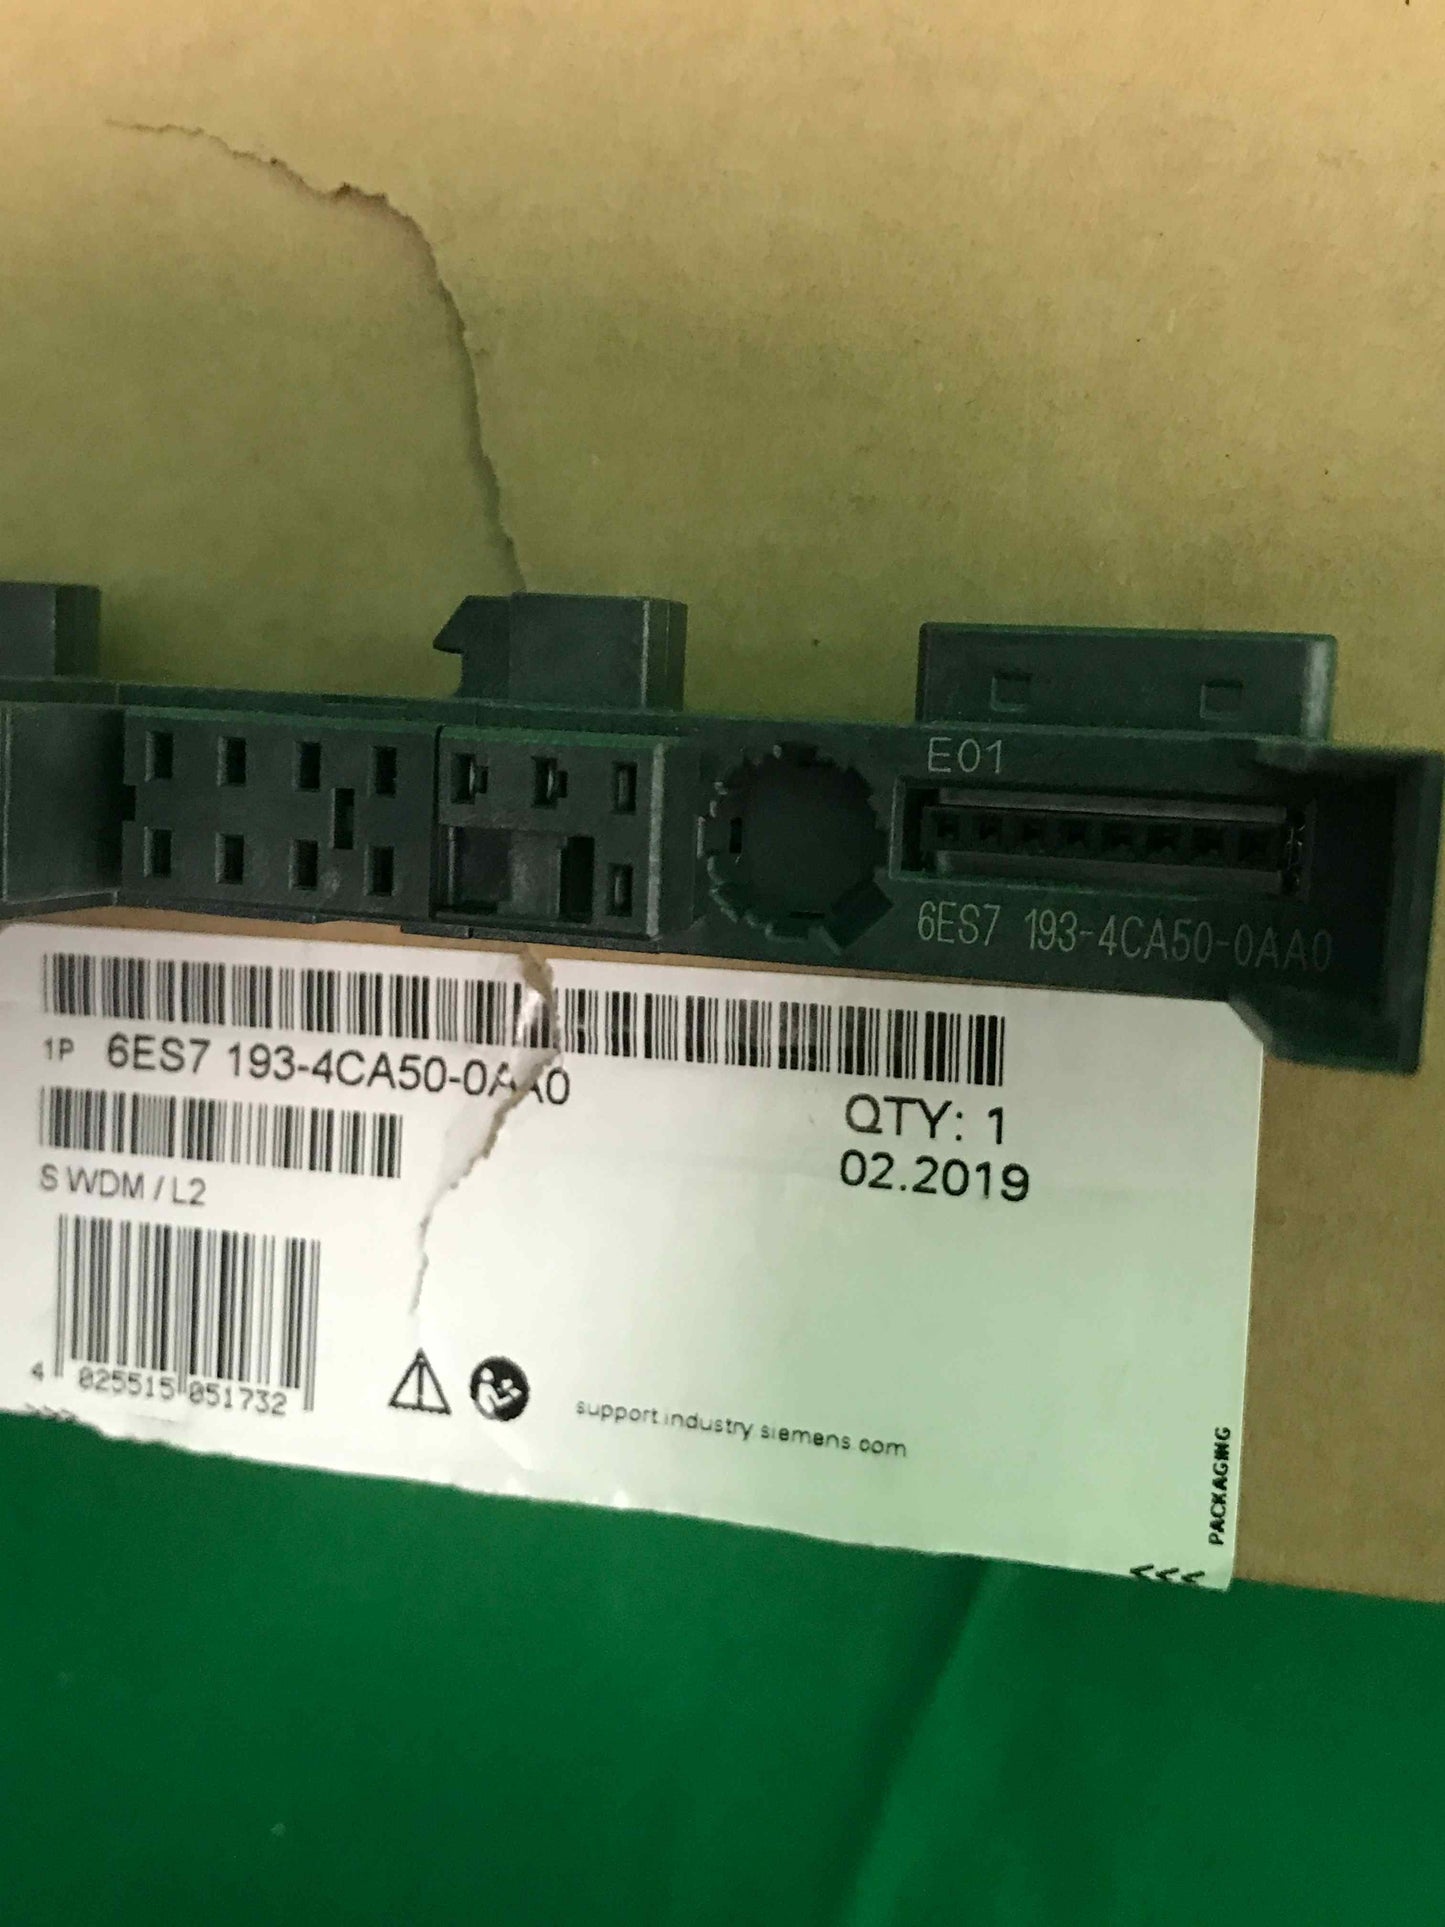 E01
6ES7 193-4CA50-0AA0
1P 6ES7 193-4CA50-0AA0
QTY: 1
02.2019
S WDM / L2
4 025515 051732
support.industry.siemens.com
PACKAGING